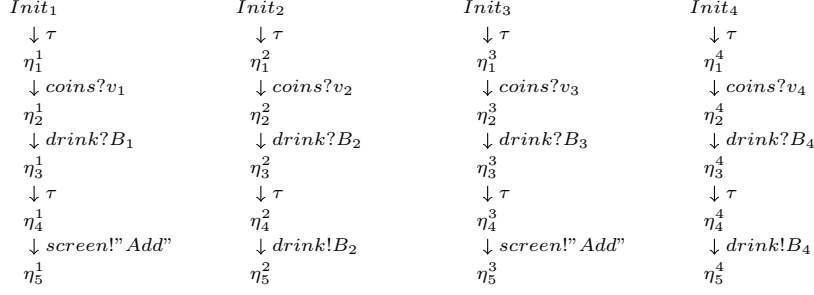 Init₁ Init₂ Init₃ Init₄
↓ τ ↓ τ ↓ τ ↓ τ
η₁¹ η₁² η₁³ η₁⁴
↓ coins?v₁ ↓ coins?v₂ ↓ coins?v₃ ↓ coins?v₄
η₂¹ η₂² η₂³ η₂⁴
↓ drink?B₁ ↓ drink?B₂ ↓ drink?B₃ ↓ drink?B₄
η₃¹ η₃² η₃³ η₃⁴
↓ τ ↓ τ ↓ τ ↓ τ
η₄¹ η₄² η₄³ η₄⁴
↓ screen!”Add” ↓ drink!B₂ ↓ screen!”Add” ↓ drink!B₄
η₅¹ η₅² η₅³ η₅⁴